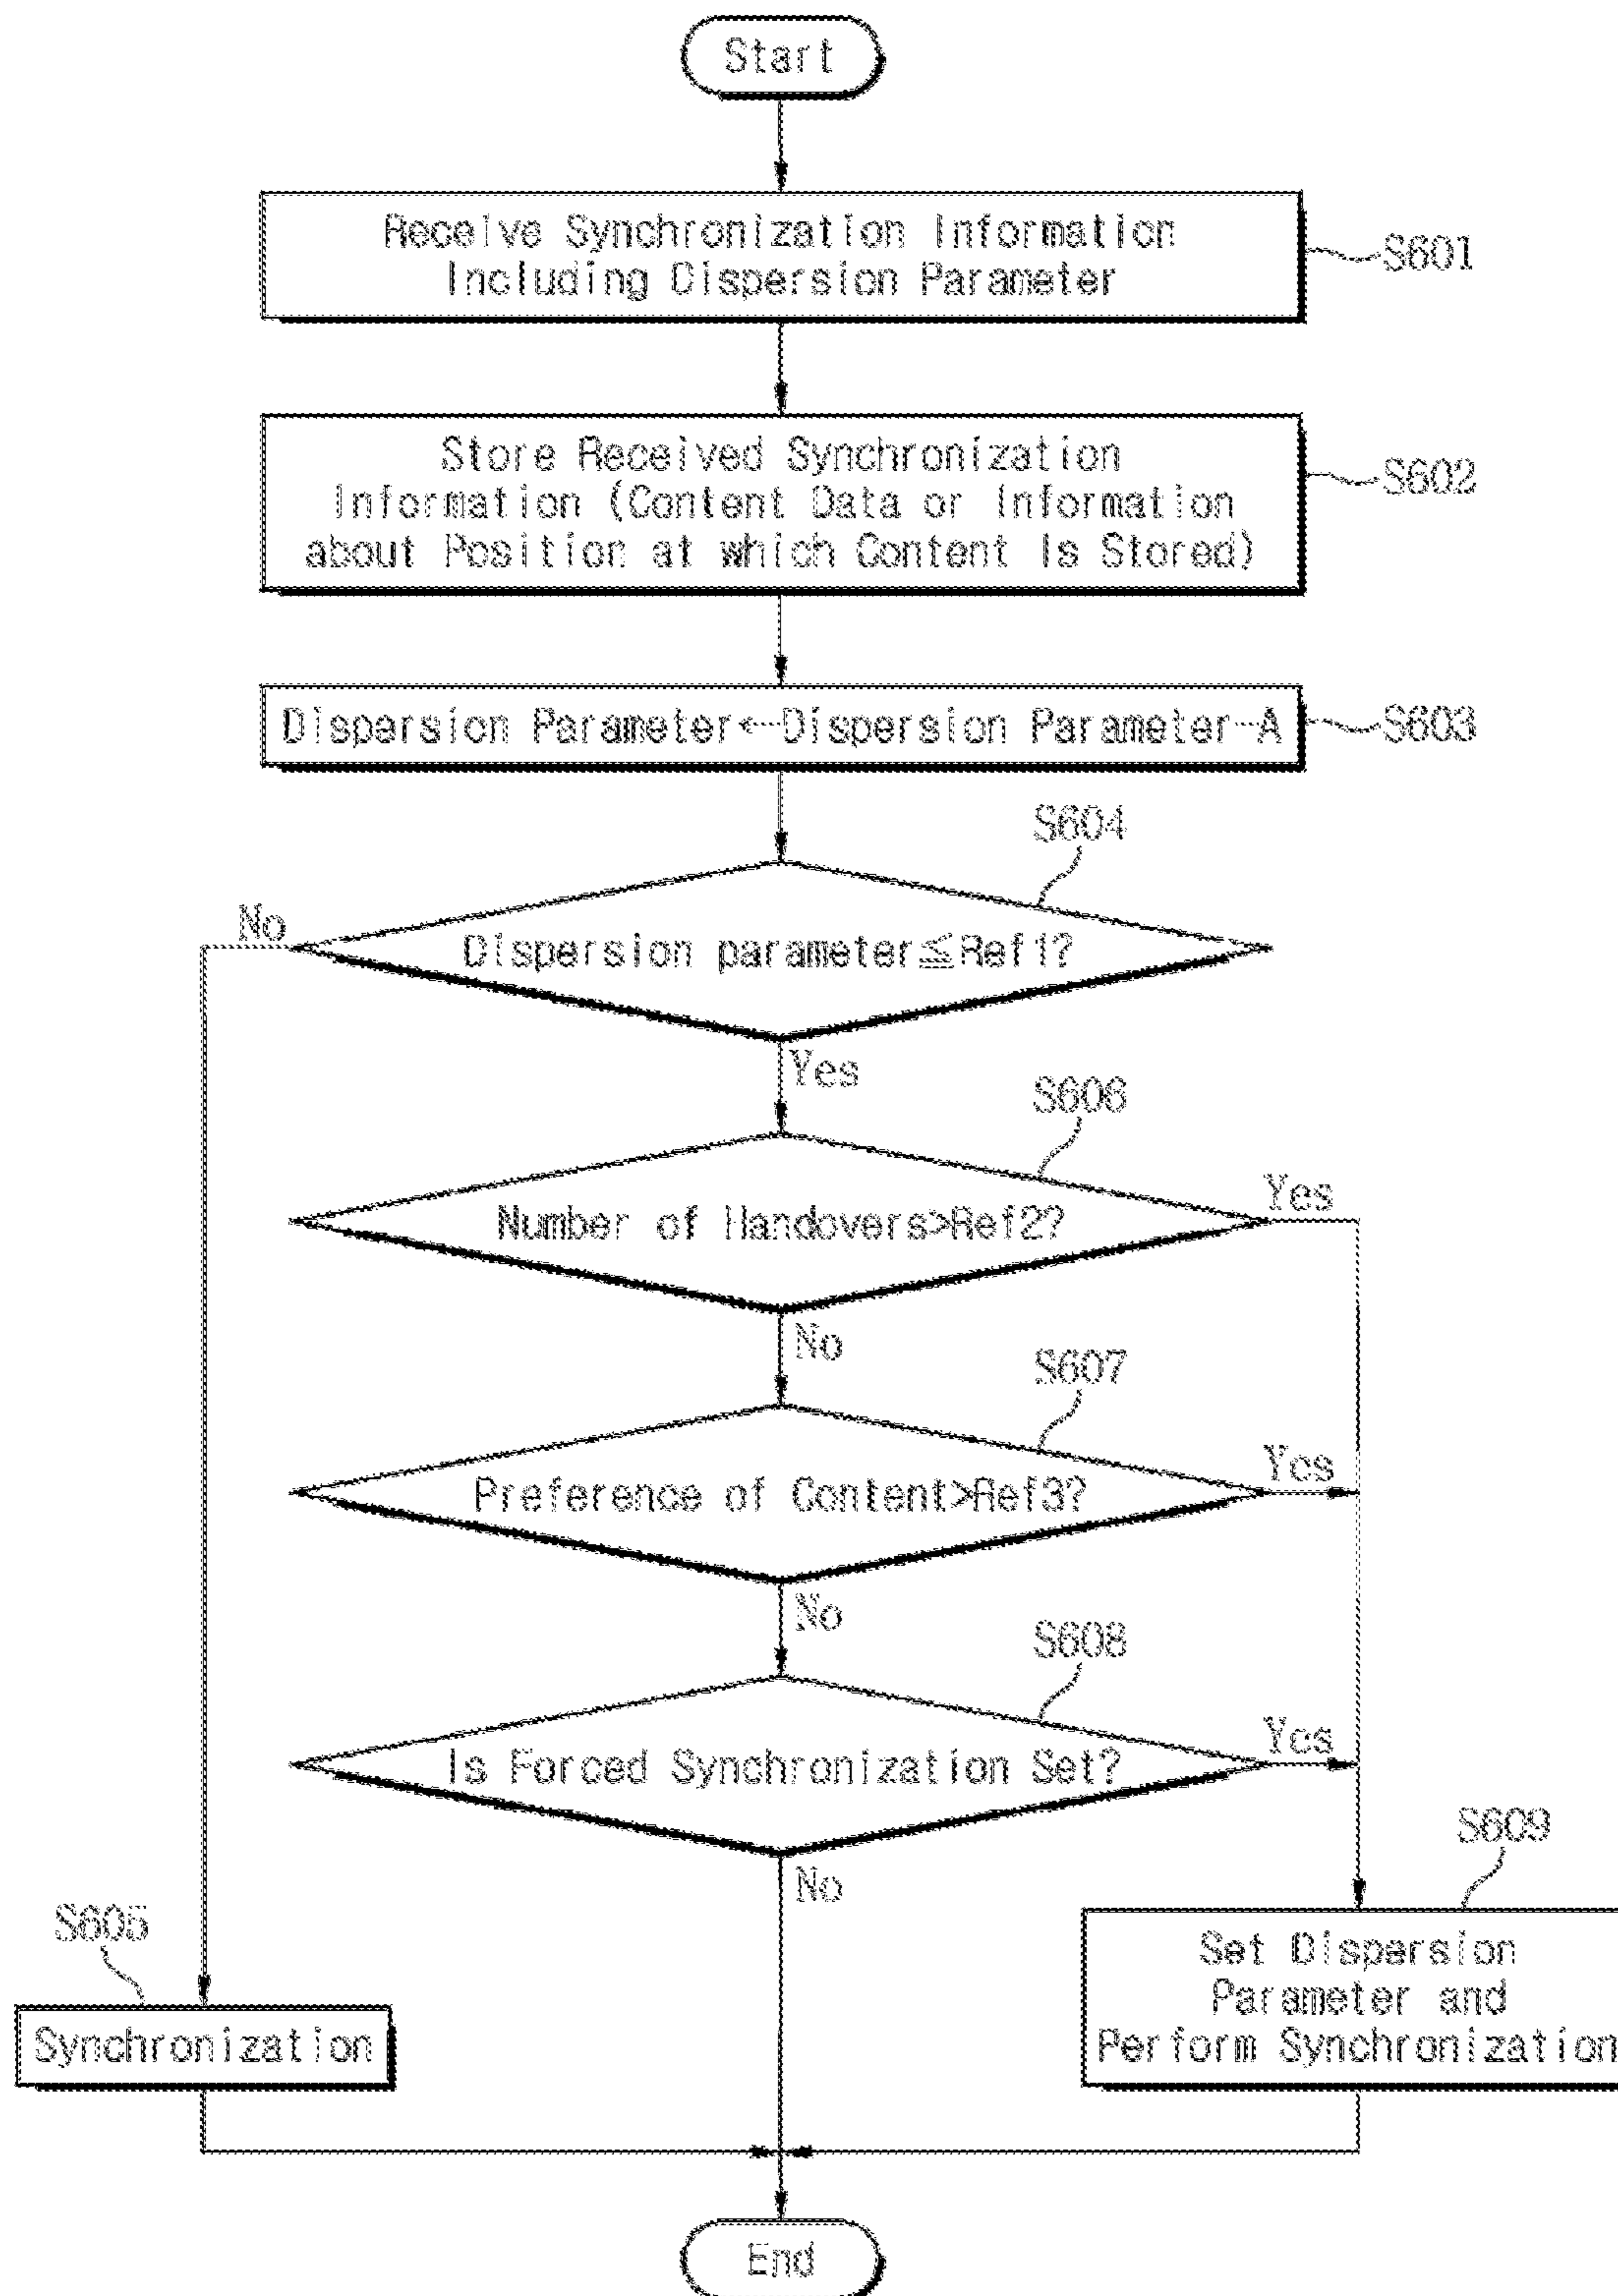 Start
Receive Synchronization Information
Including Dispersion Parameter
S601
Store Received Synchronization
Information (Content Data or Information
about Position at which Content Is Stored)
S602
Dispersion Parameter←Dispersion Parameter-A
S603
S604
No
Dispersion parameter≦Ref1?
Yes
S606
Number of Handovers>Ref2?
Yes
No
S607
Preference of Content>Ref3?
Yes
No
S608
Is Forced Synchronization Set?
Yes
No
S605
Synchronization
S609
Set Dispersion
Parameter and
Perform Synchronization
End